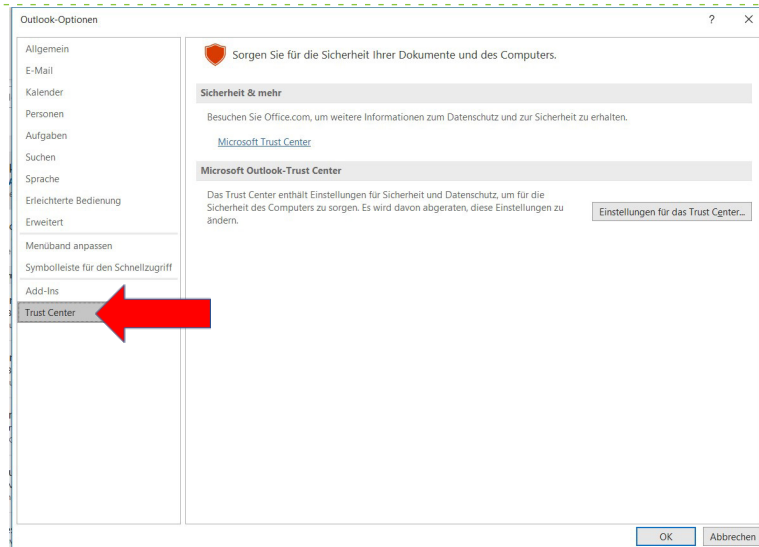 Outlook-Optionen
?
×
Allgemein
E-Mail
Kalender
Personen
Aufgaben
Suchen
Sprache
Erleichterte Bedienung
Erweitert
Menüband anpassen
Symbolleiste für den Schnellzugriff
Add-Ins
Trust Center
Sorgen Sie für die Sicherheit Ihrer Dokumente und des Computers.
Sicherheit & mehr
Besuchen Sie Office.com, um weitere Informationen zum Datenschutz und zur Sicherheit zu erhalten.
Microsoft Trust Center
Microsoft Outlook-Trust Center
Das Trust Center enthält Einstellungen für Sicherheit und Datenschutz, um für die
Sicherheit des Computers zu sorgen. Es wird davon abgeraten, diese Einstellungen zu
ändern.
Einstellungen für das Trust Center...
OK
Abbrechen